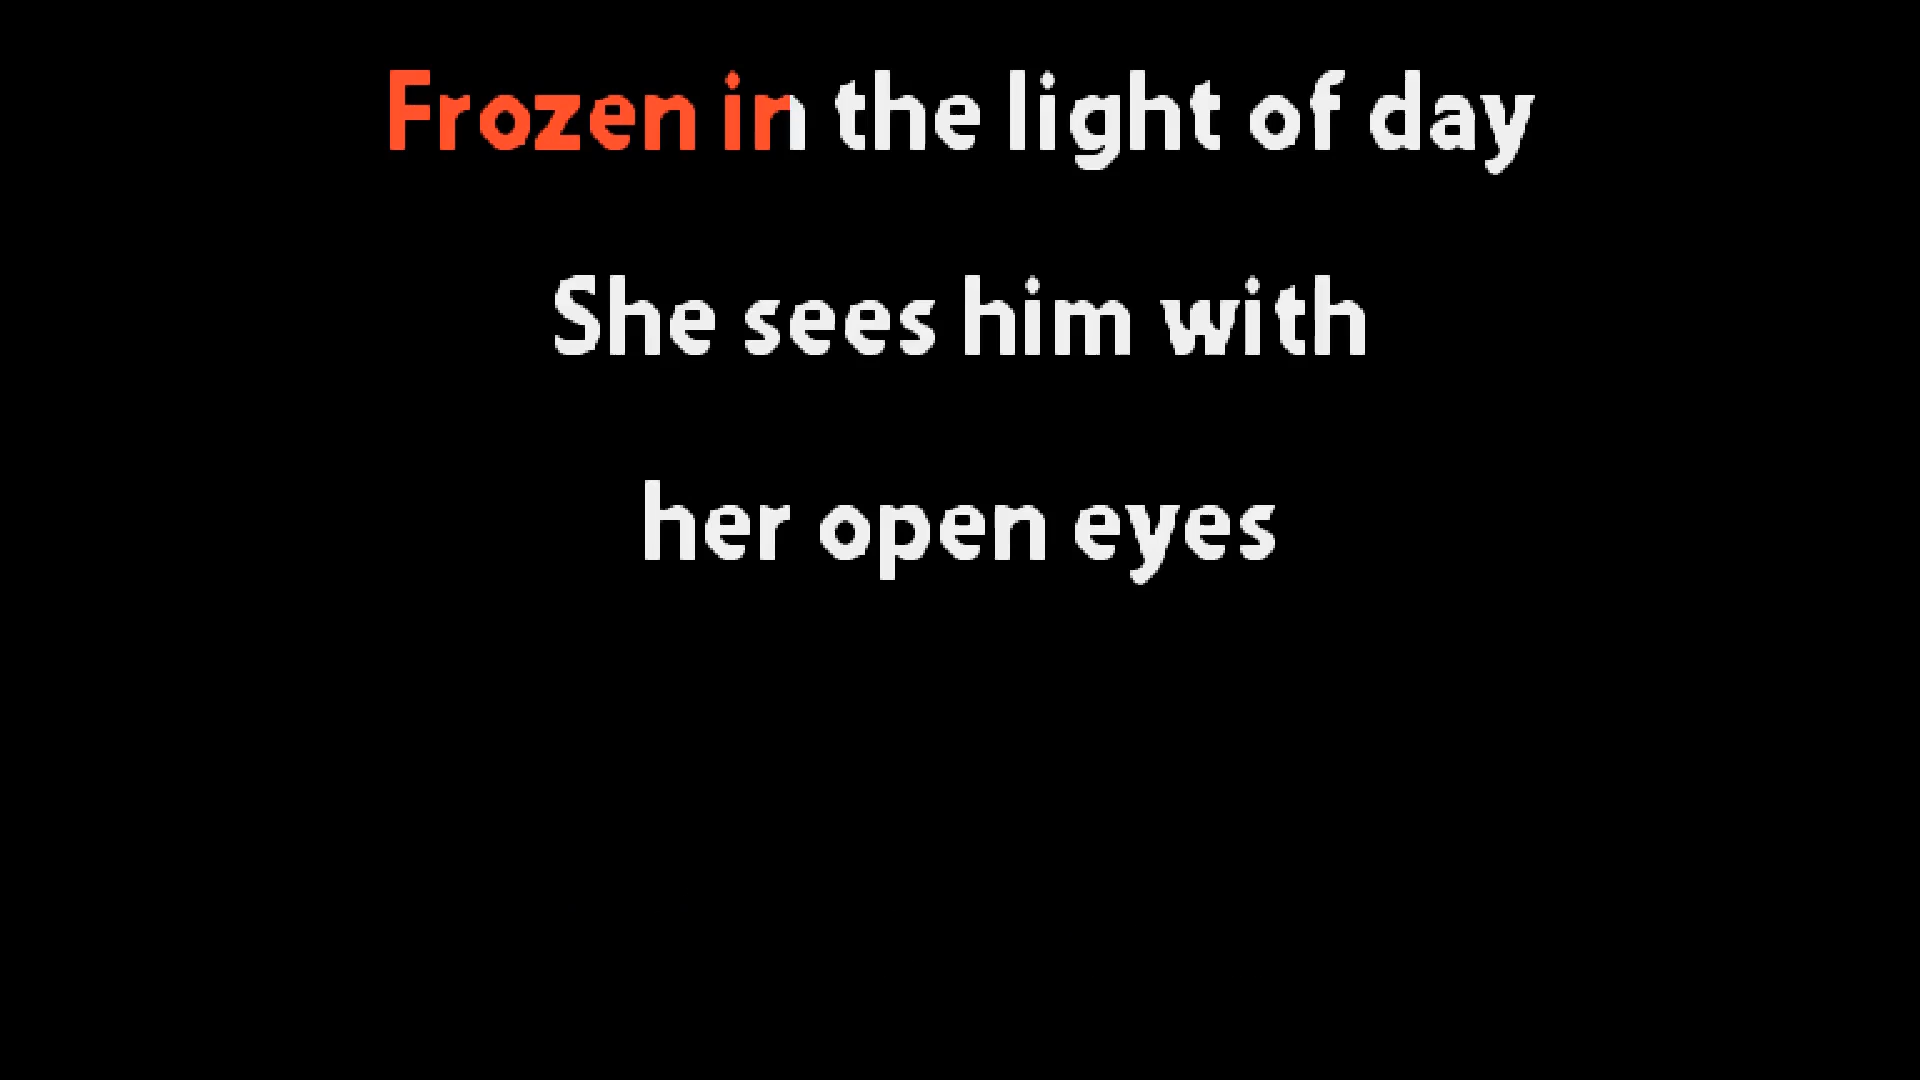 Frozen in the light of day
She sees him with
her open eyes